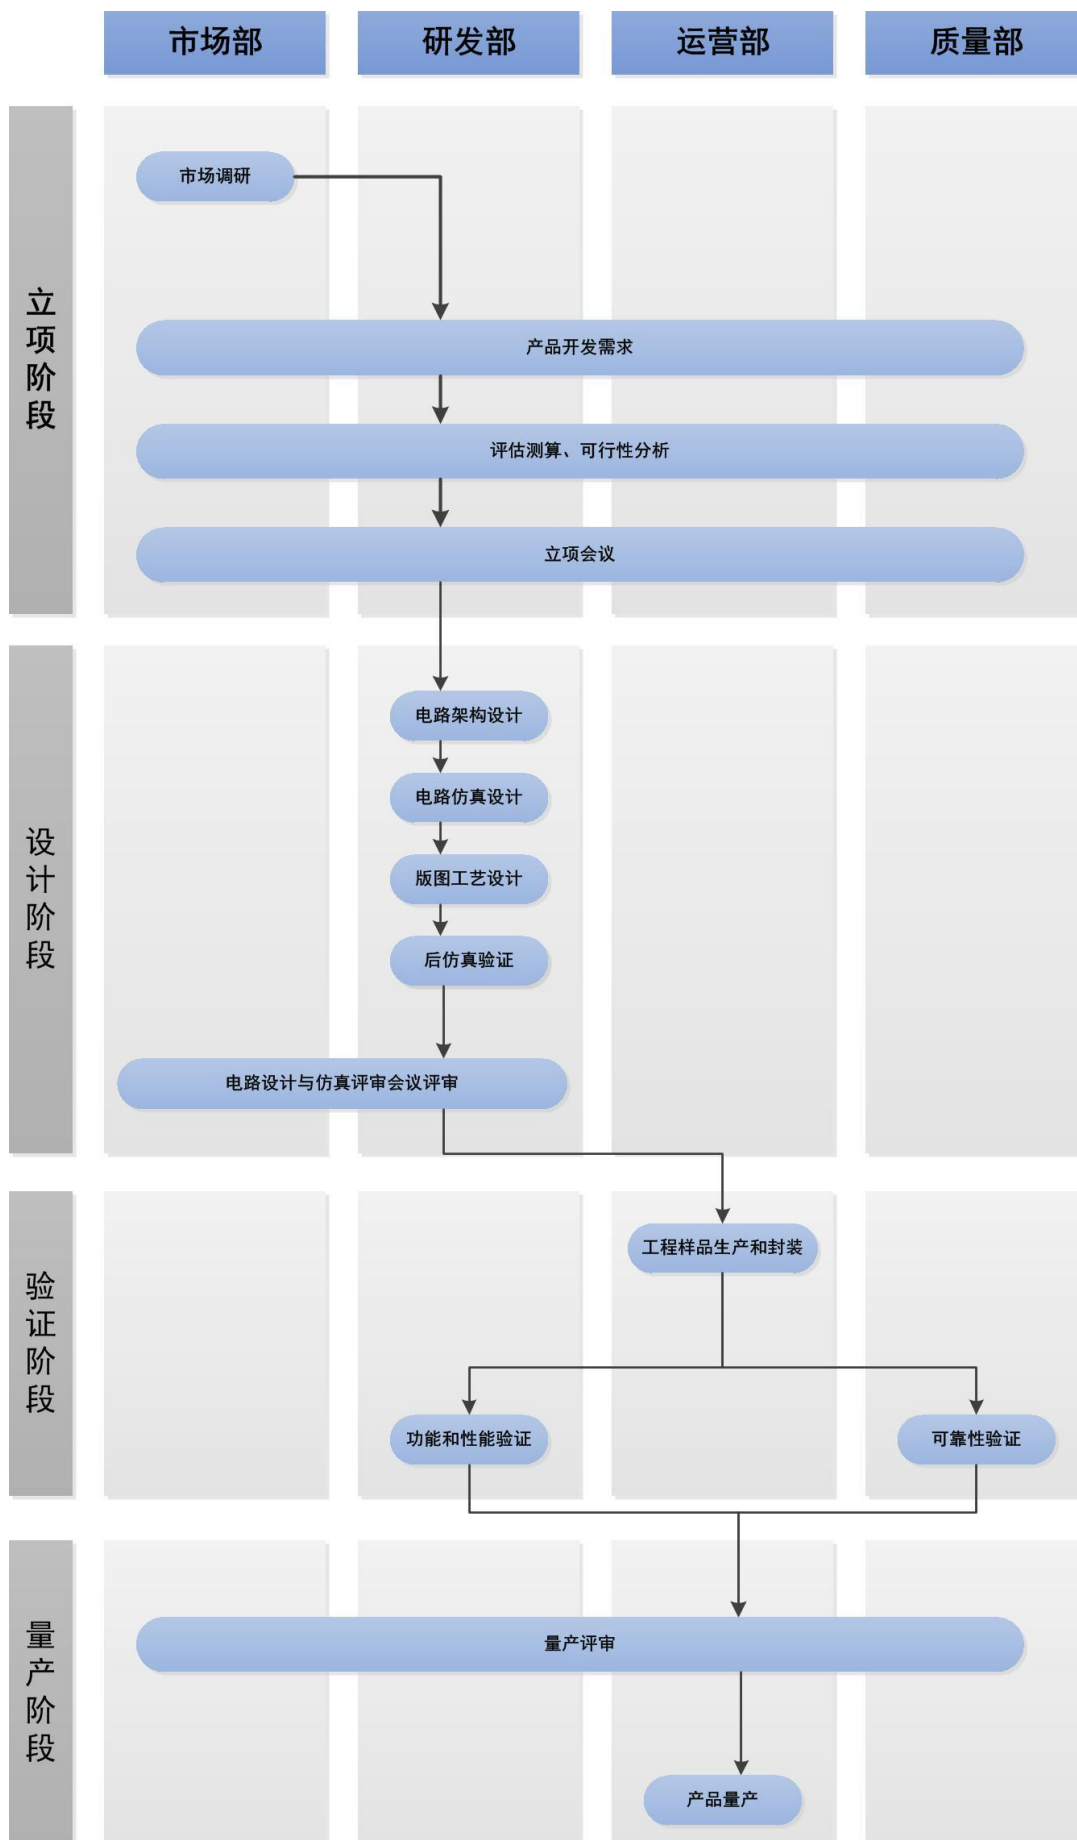 市场部
研发部
运营部
质量部
立项阶段
市场调研
产品开发需求
评估测算、可行性分析
立项会议
设计阶段
电路架构设计
电路仿真设计
版图工艺设计
后仿真验证
电路设计与仿真评审会议评审
验证阶段
工程样品生产和封装
功能和性能验证
可靠性验证
量产阶段
量产评审
产品量产